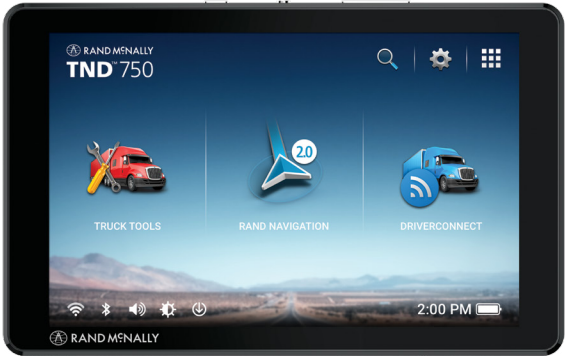 RAND MCNALLY
TND™ 750
2.0
TRUCK TOOLS
RAND NAVIGATION
DRIVERCONNECT
2:00 PM
RAND MCNALLY